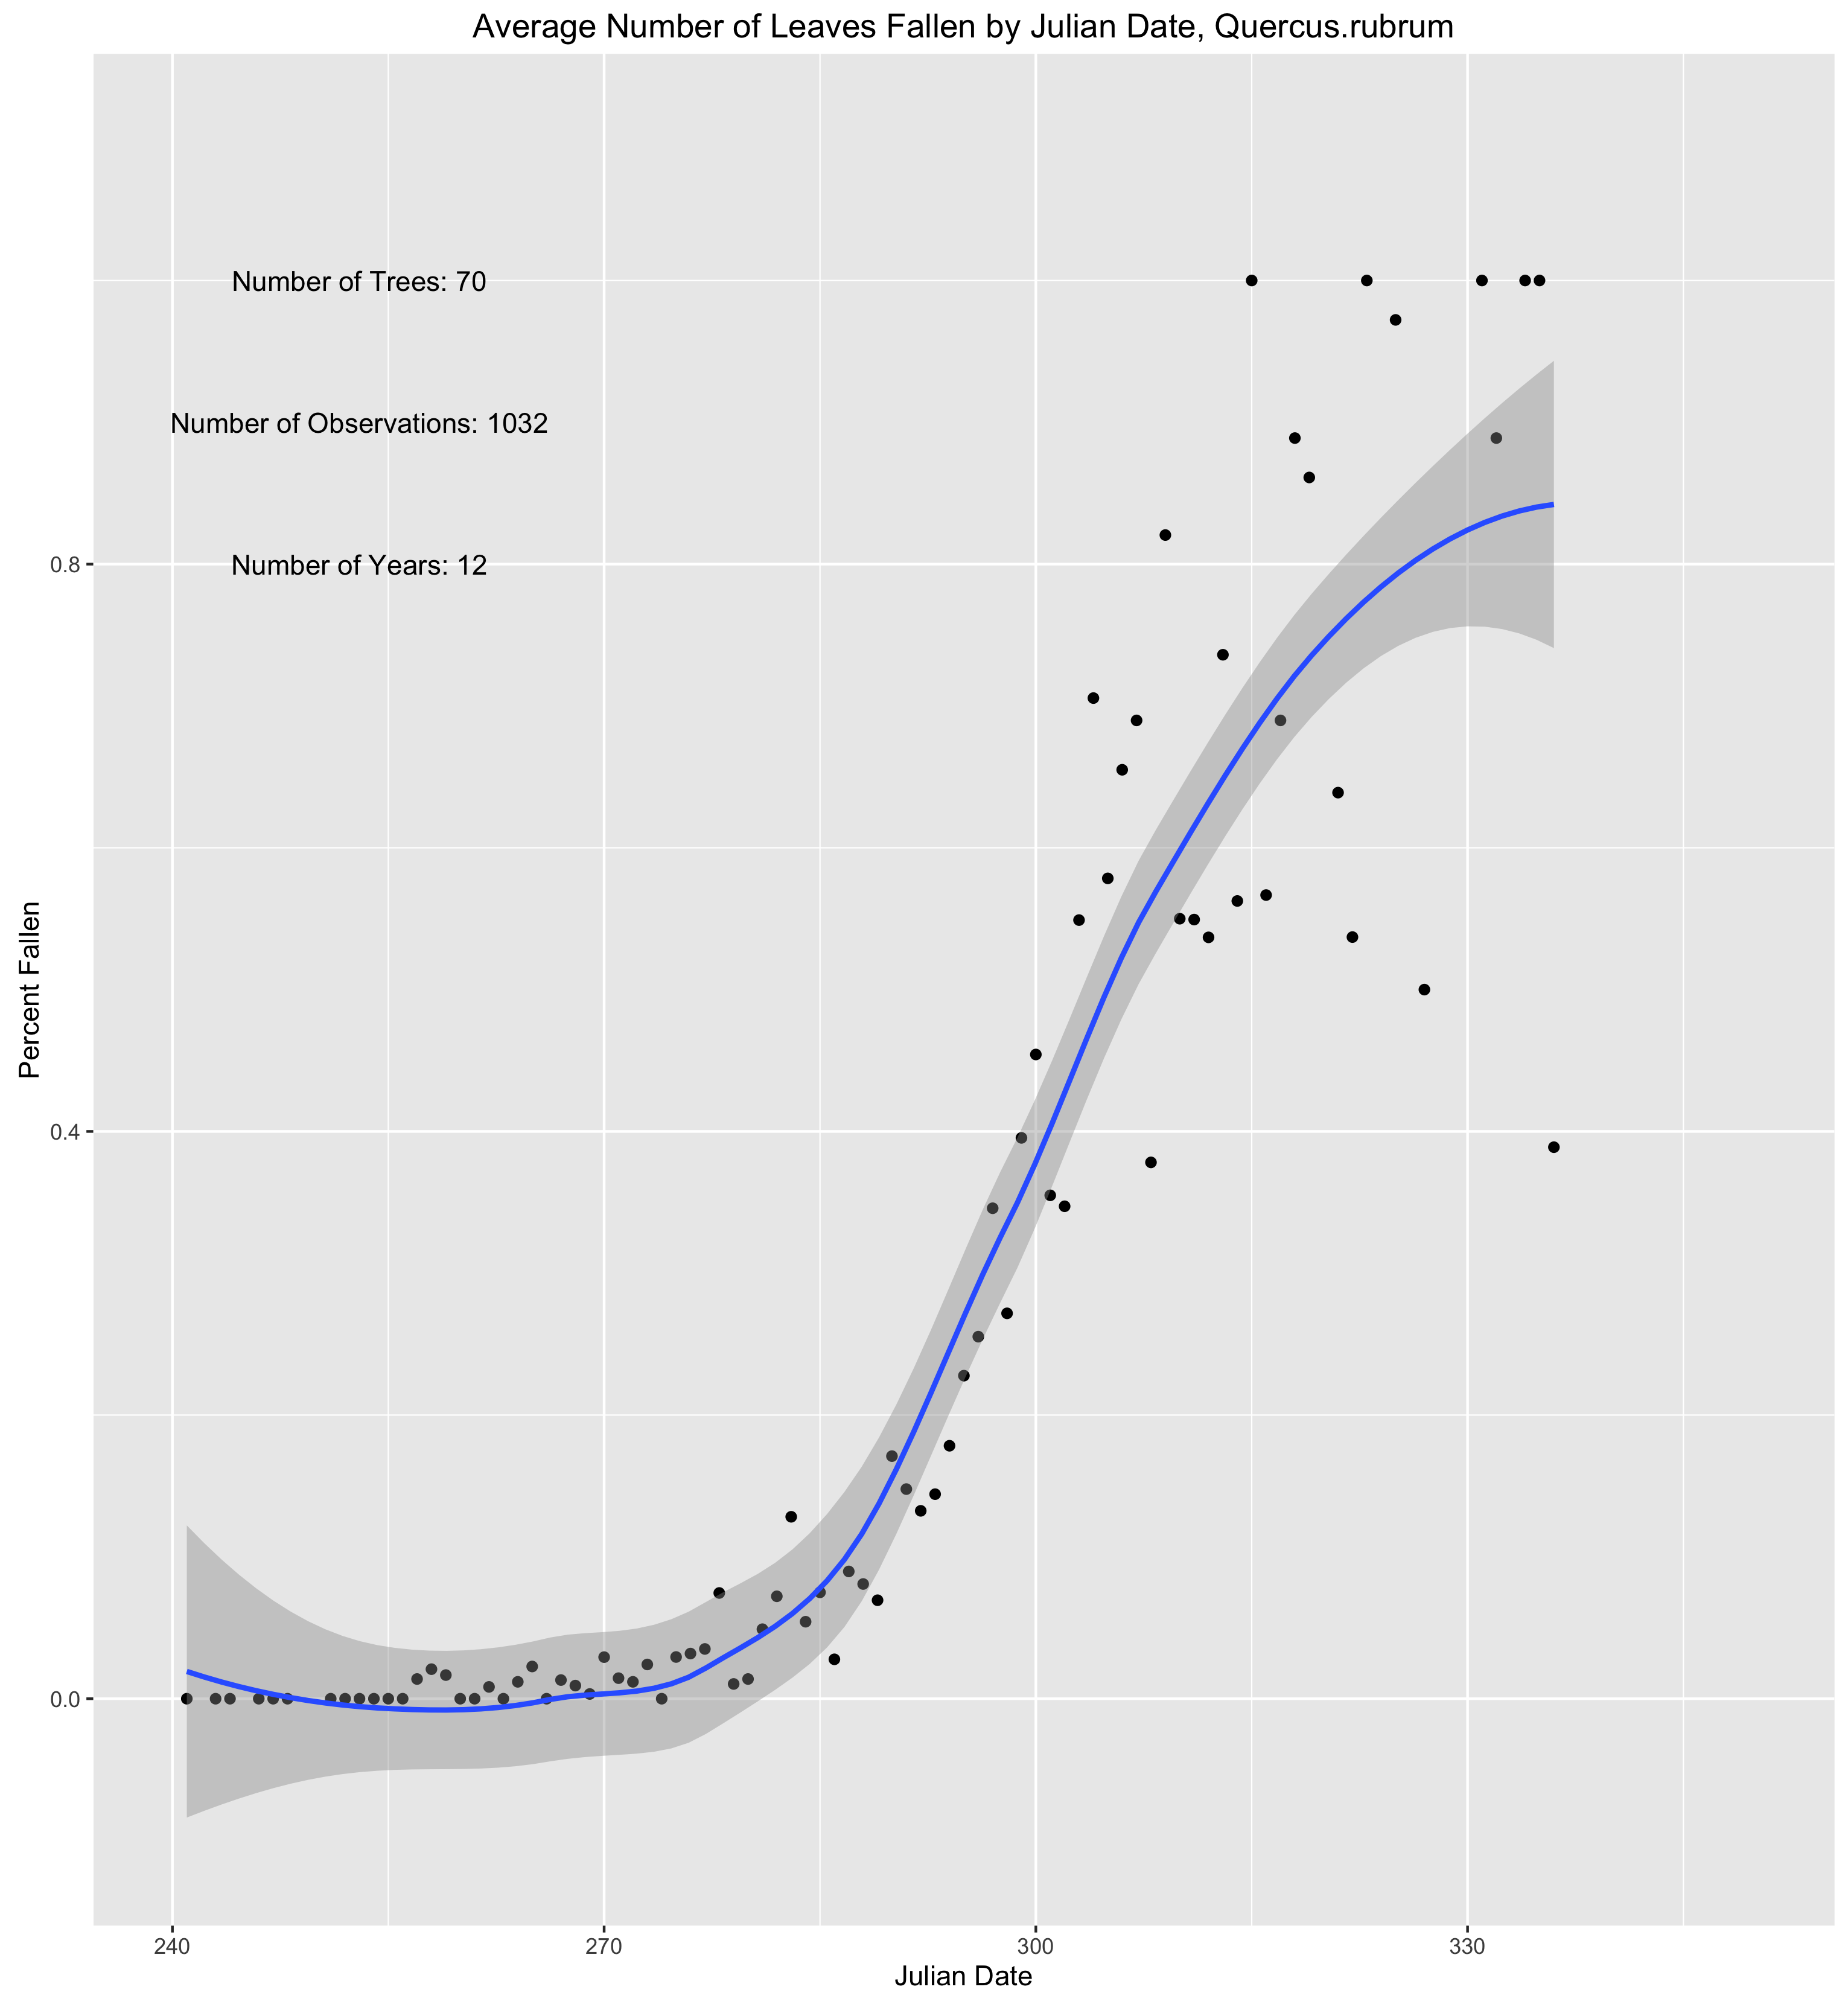 Average Number of Leaves Fallen by Julian Date, Quercus.rubrum
Number of Trees: 70
Number of Observations: 1032
0.8
Number of Years: 12
Percent Fallen
0.4
0.0
240
270
300
330
Julian Date